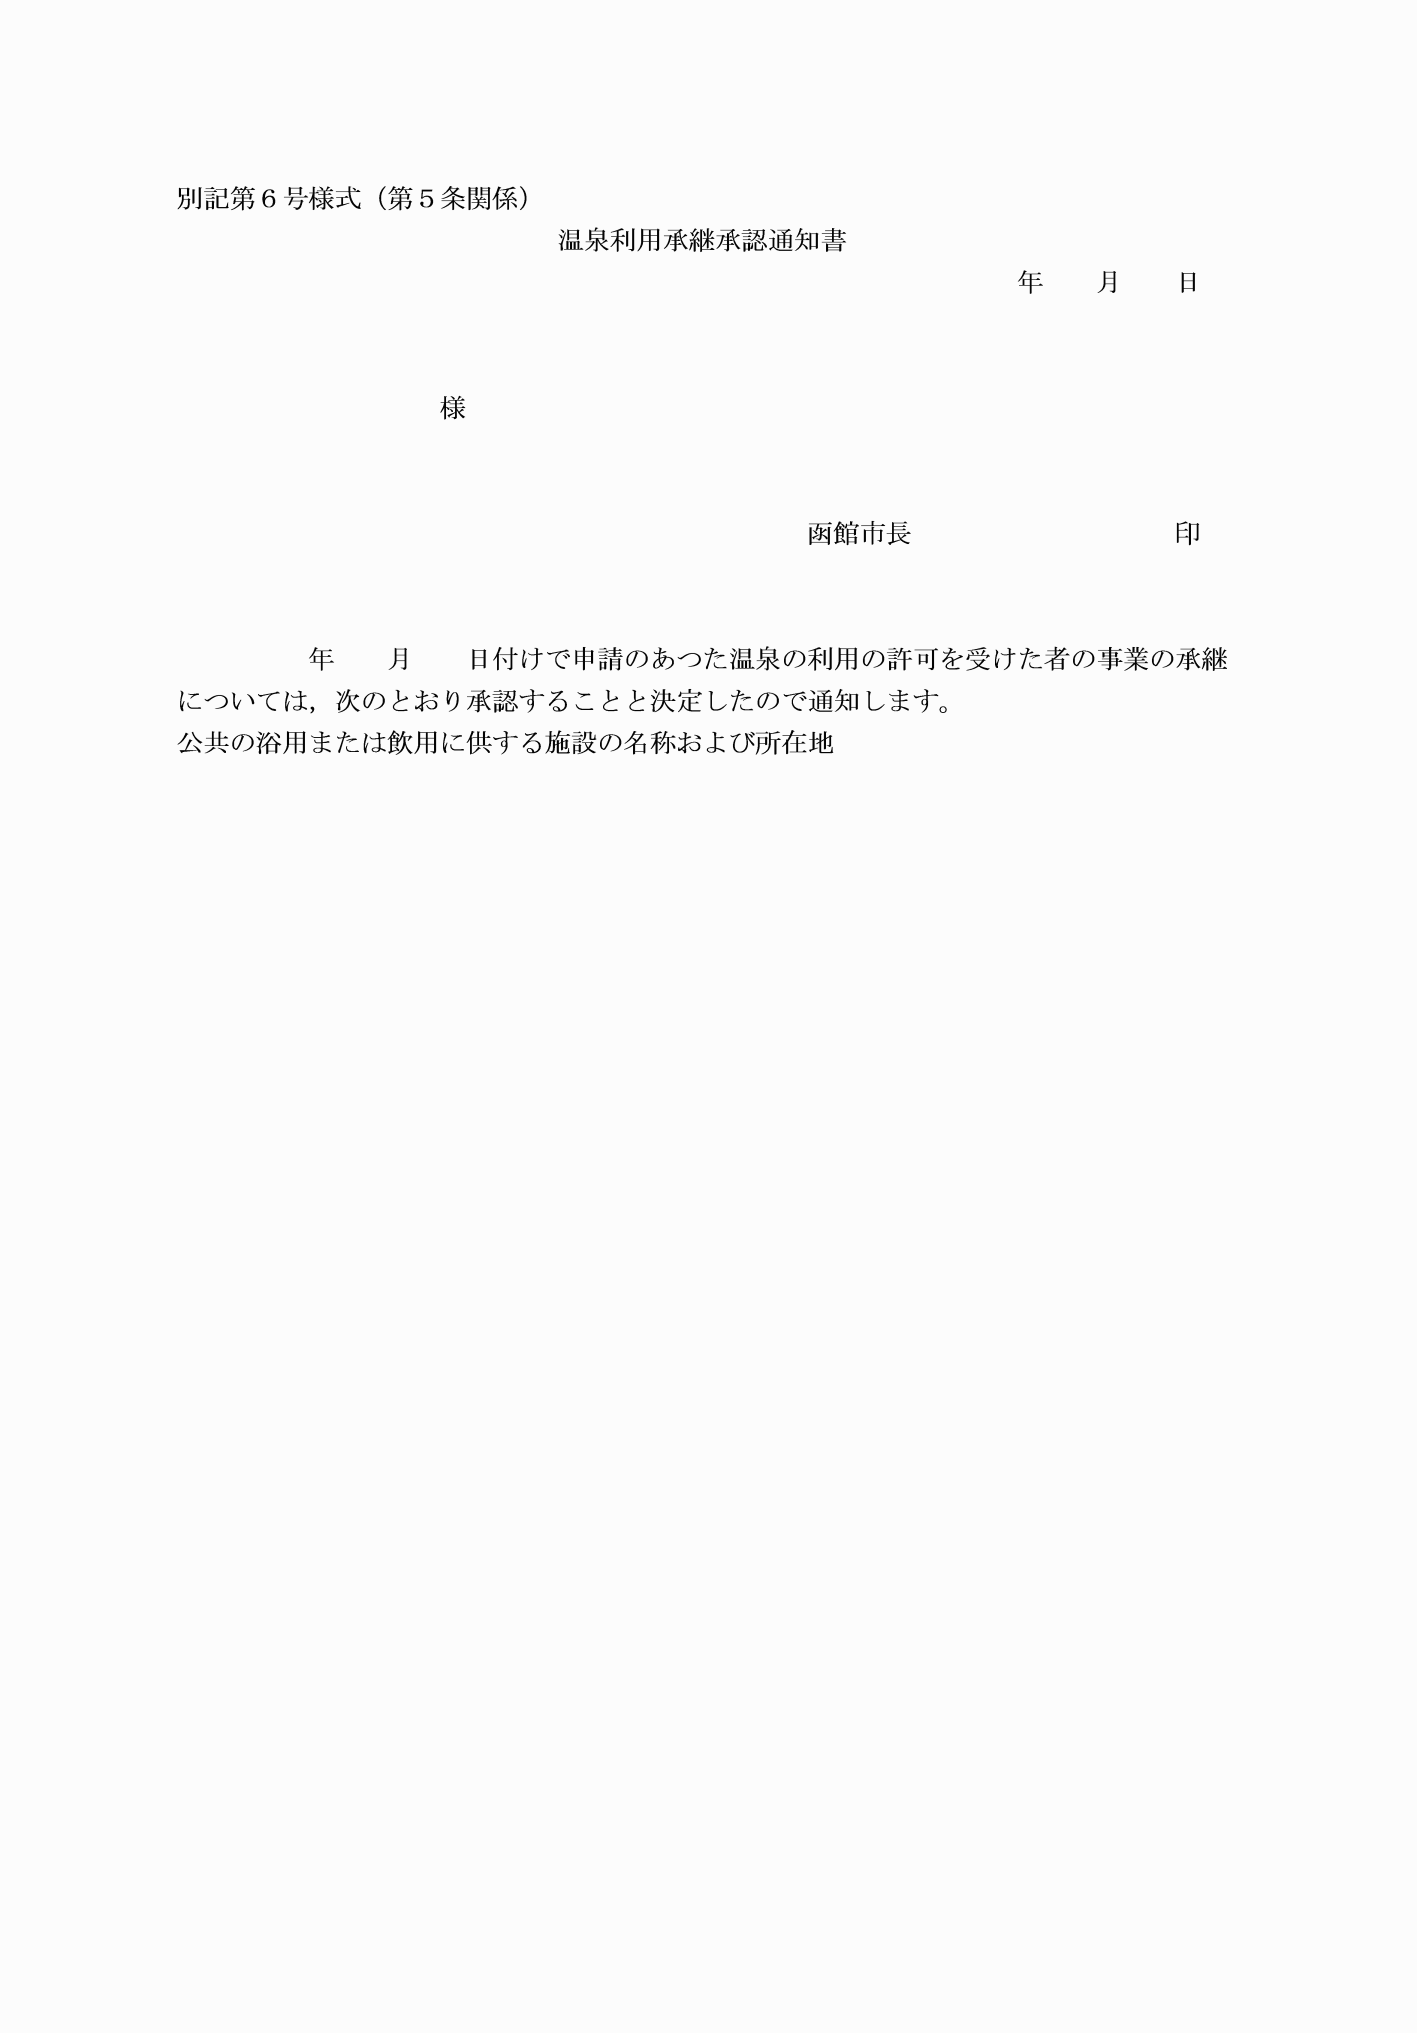 別記第６号様式（第５条関係）
温泉利用承継承認通知書
年　　月　　日
様
函館市長　　　　　　　　　　印
年　　月　　日付けで申請のあつた温泉の利用の許可を受けた者の事業の承継
については，次のとおり承認することと決定したので通知します。
公共の浴用または飲用に供する施設の名称および所在地